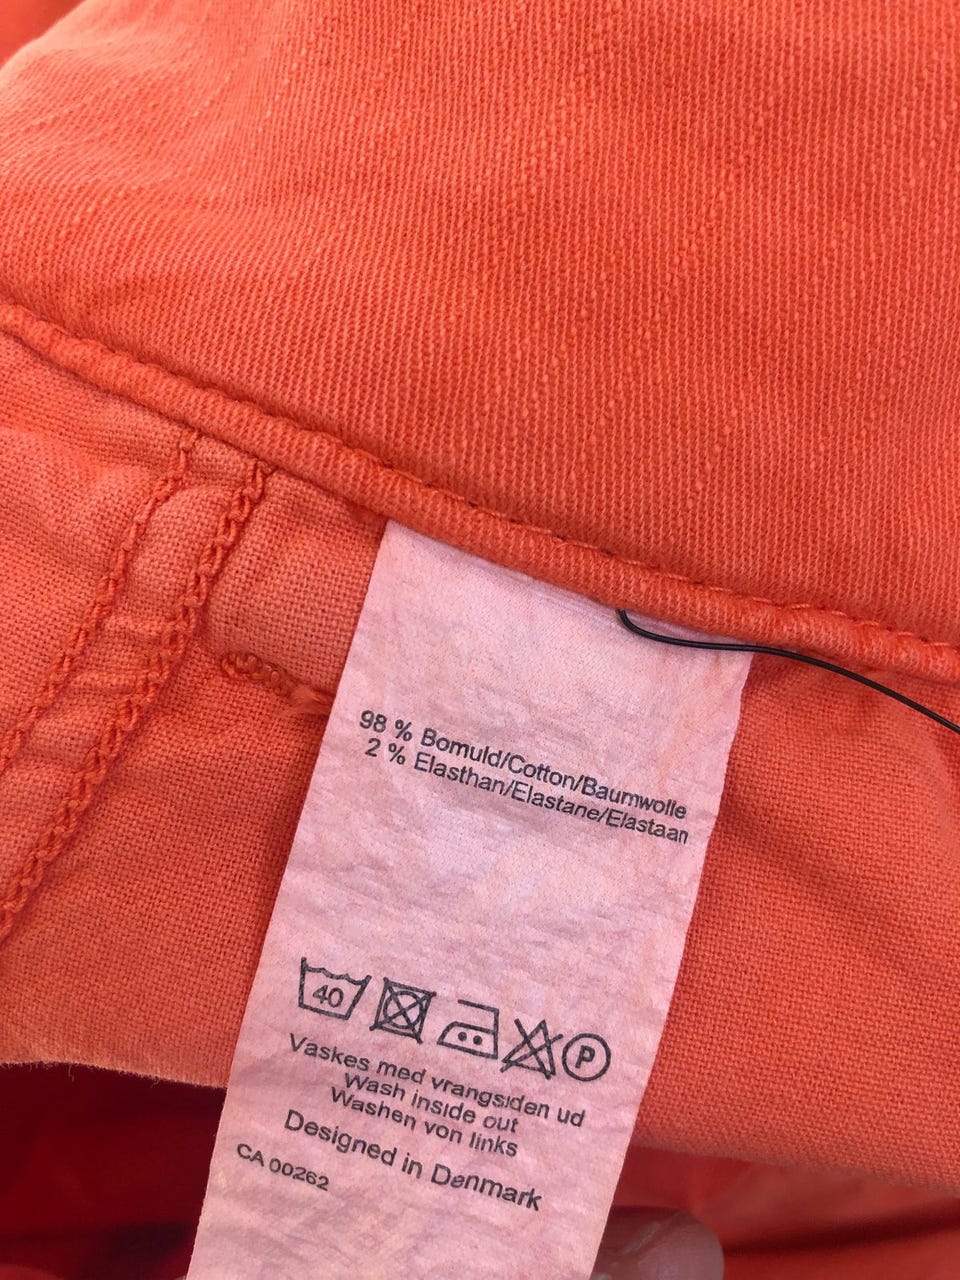 98 % Bomuld/Cotton/Baumwolle
2 % Elasthan/Elastane/Elastaan
40
P
Vaskes med vrangsiden ud
Wash inside out
Washen von links
Designed in Denmark
CA 00262